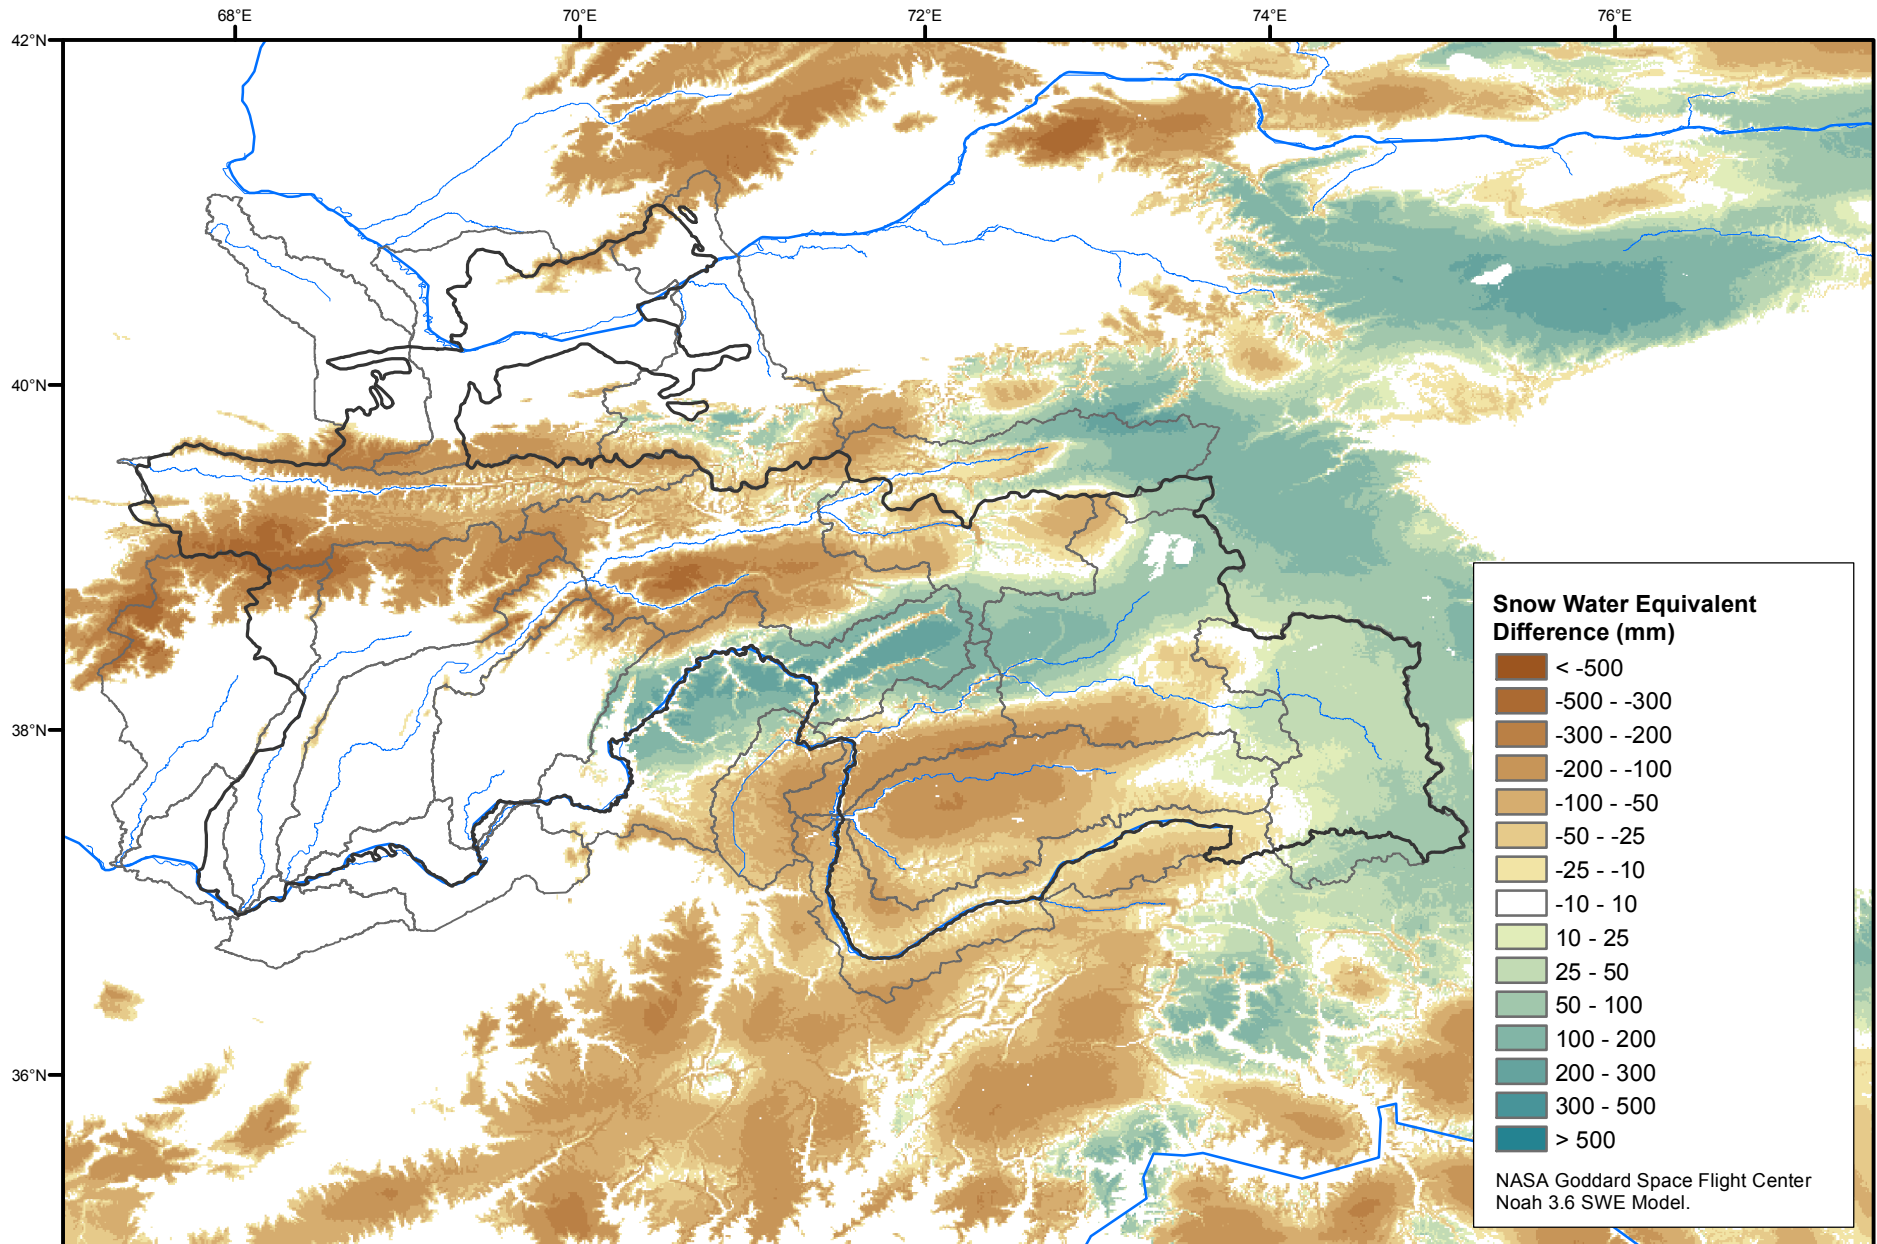 68°E
70°E
72°E
74°E
76°E
42°N
40°N
38°N
36°N
Snow Water Equivalent
Difference (mm)
< -500
-500 - -300
-300 - -200
-200 - -100
-100 - -50
-50 - -25
-25 - -10
-10 - 10
10 - 25
25 - 50
50 - 100
100 - 200
200 - 300
300 - 500
> 500
NASA Goddard Space Flight Center
Noah 3.6 SWE Model.